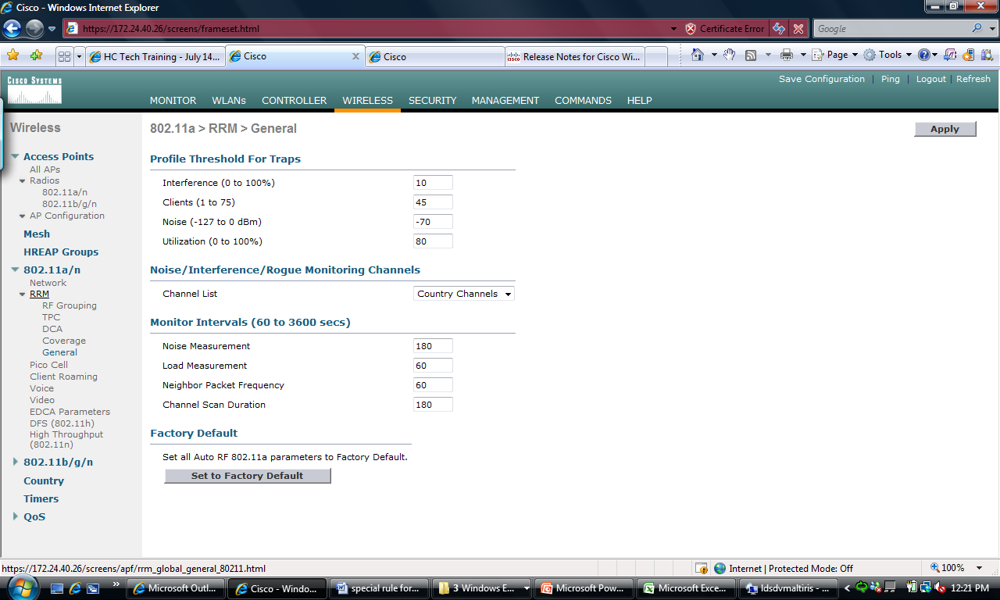 Cisco - Windows Internet Explorer
https://172.24.40.26/screens/frameset.html
Certificate Error
Google
HC Tech Training - July 14...
Cisco
Cisco
Release Notes for Cisco Wi...
Page
Tools
CISCO SYSTEMS
Save Configuration | Ping | Logout | Refresh
MONITOR WLANs CONTROLLER WIRELESS SECURITY MANAGEMENT COMMANDS HELP
Wireless
Access Points
All APs
Radios
802.11a/n
802.11b/g/n
AP Configuration
Mesh
HREAP Groups
802.11a/n
Network
RRM
RF Grouping
TPC
DCA
Coverage
General
Pico Cell
Client Roaming
Voice
Video
EDCA Parameters
DFS (802.11h)
High Throughput
(802.11n)
802.11b/g/n
Country
Timers
QoS
802.11a > RRM > General
Apply
Profile Threshold For Traps
Interference (0 to 100%) 10
Clients (1 to 75) 45
Noise (-127 to 0 dBm) -70
Utilization (0 to 100%) 80
Noise/Interference/Rogue Monitoring Channels
Channel List Country Channels
Monitor Intervals (60 to 3600 secs)
Noise Measurement 180
Load Measurement 60
Neighbor Packet Frequency 60
Channel Scan Duration 180
Factory Default
Set all Auto RF 802.11a parameters to Factory Default.
Set to Factory Default
https://172.24.40.26/screens/apf/rrm_global_general_80211.html
Internet | Protected Mode: Off
100%
Microsoft Outl...
Cisco - Windo...
special rule for...
3 Windows E...
Microsoft Pow...
Microsoft Exce...
ldsdvmaltiris - ...
12:21 PM